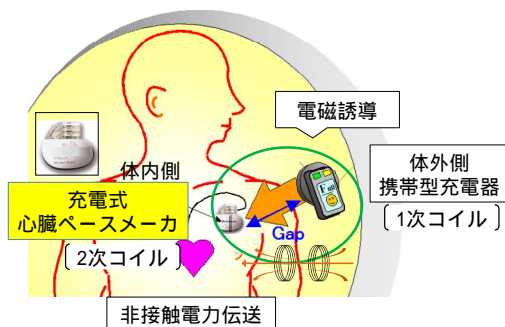 電磁誘導
体内側
体外側
携帯型充電器
〔1次コイル〕
充電式
心臓ペースメーカ
〔2次コイル〕
Full
Gap
非接触電力伝送